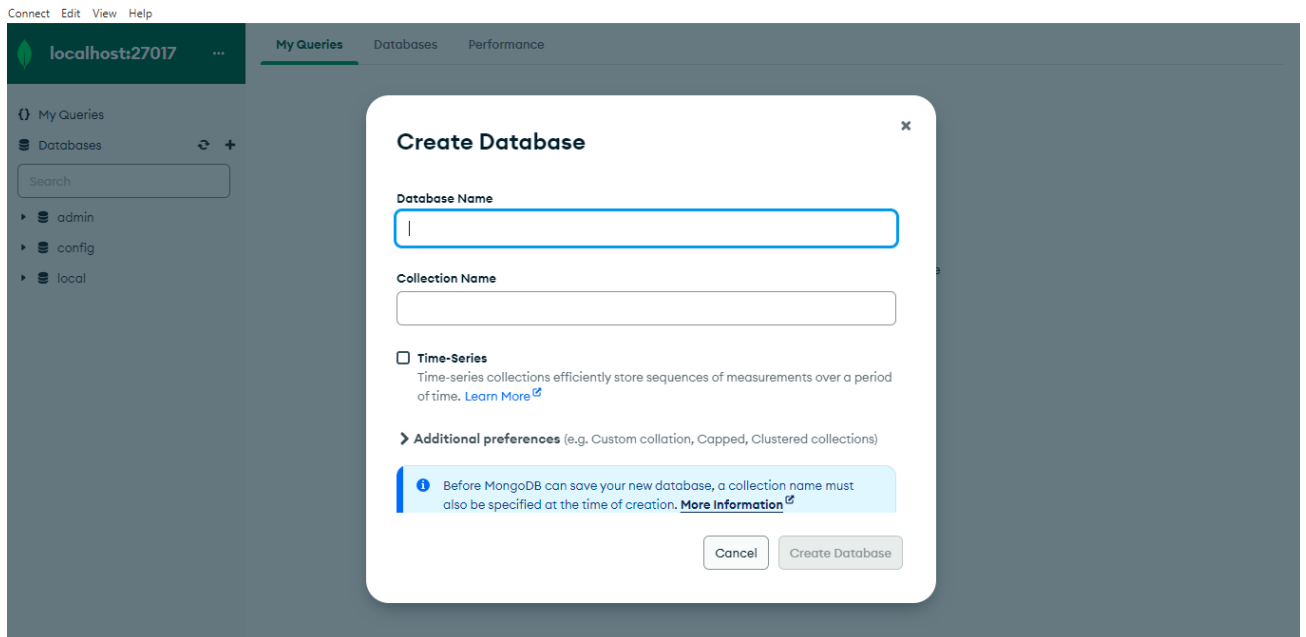 Connect Edit View Help
localhost:27017 ...
My Queries Databases Performance
{} My Queries
Databases
Search
admin
config
local
Create Database
Database Name
Collection Name
Time-Series
Time-series collections efficiently store sequences of measurements over a period
of time. Learn More
Additional preferences (e.g. Custom collation, Capped, Clustered collections)
Before MongoDB can save your new database, a collection name must
also be specified at the time of creation. More Information
Cancel Create Database